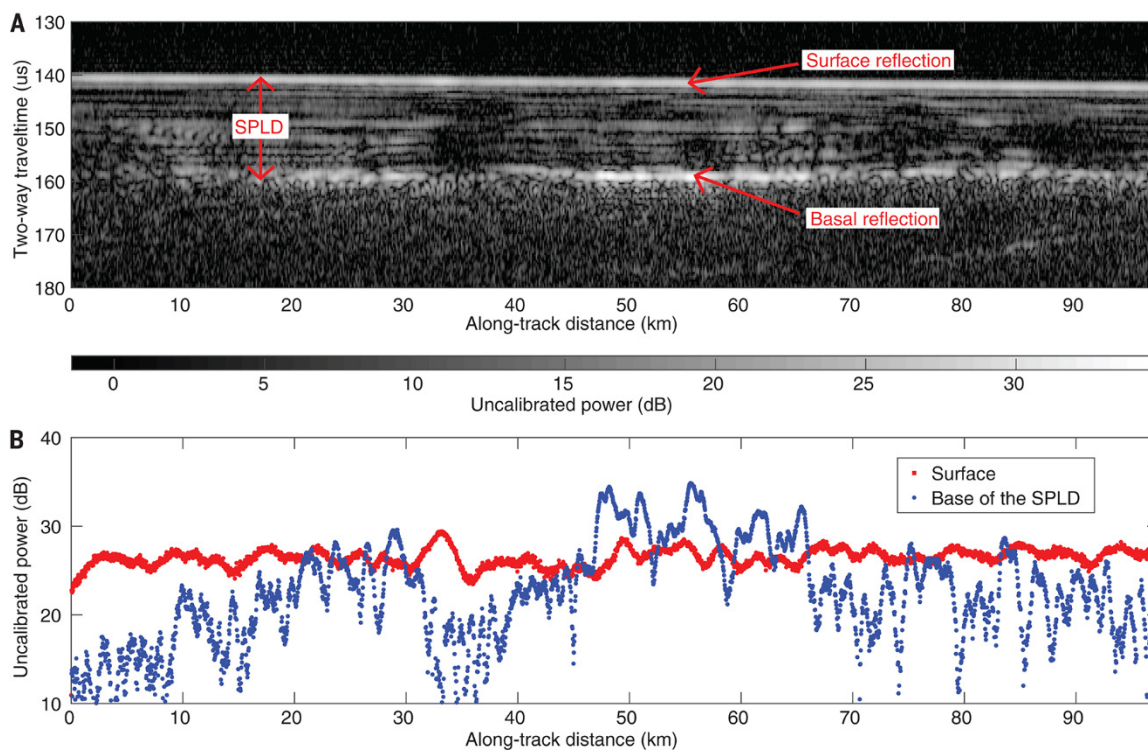 A
130
140
150
160
170
180
Two-way traveltime (us)
Surface reflection
SPLD
Basal reflection
0 10 20 30 40 50 60 70 80 90
Along-track distance (km)
0 5 10 15 20 25 30
Uncalibrated power (dB)
B
40
30
20
10
Uncalibrated power (dB)
Surface
Base of the SPLD
0 10 20 30 40 50 60 70 80 90
Along-track distance (km)